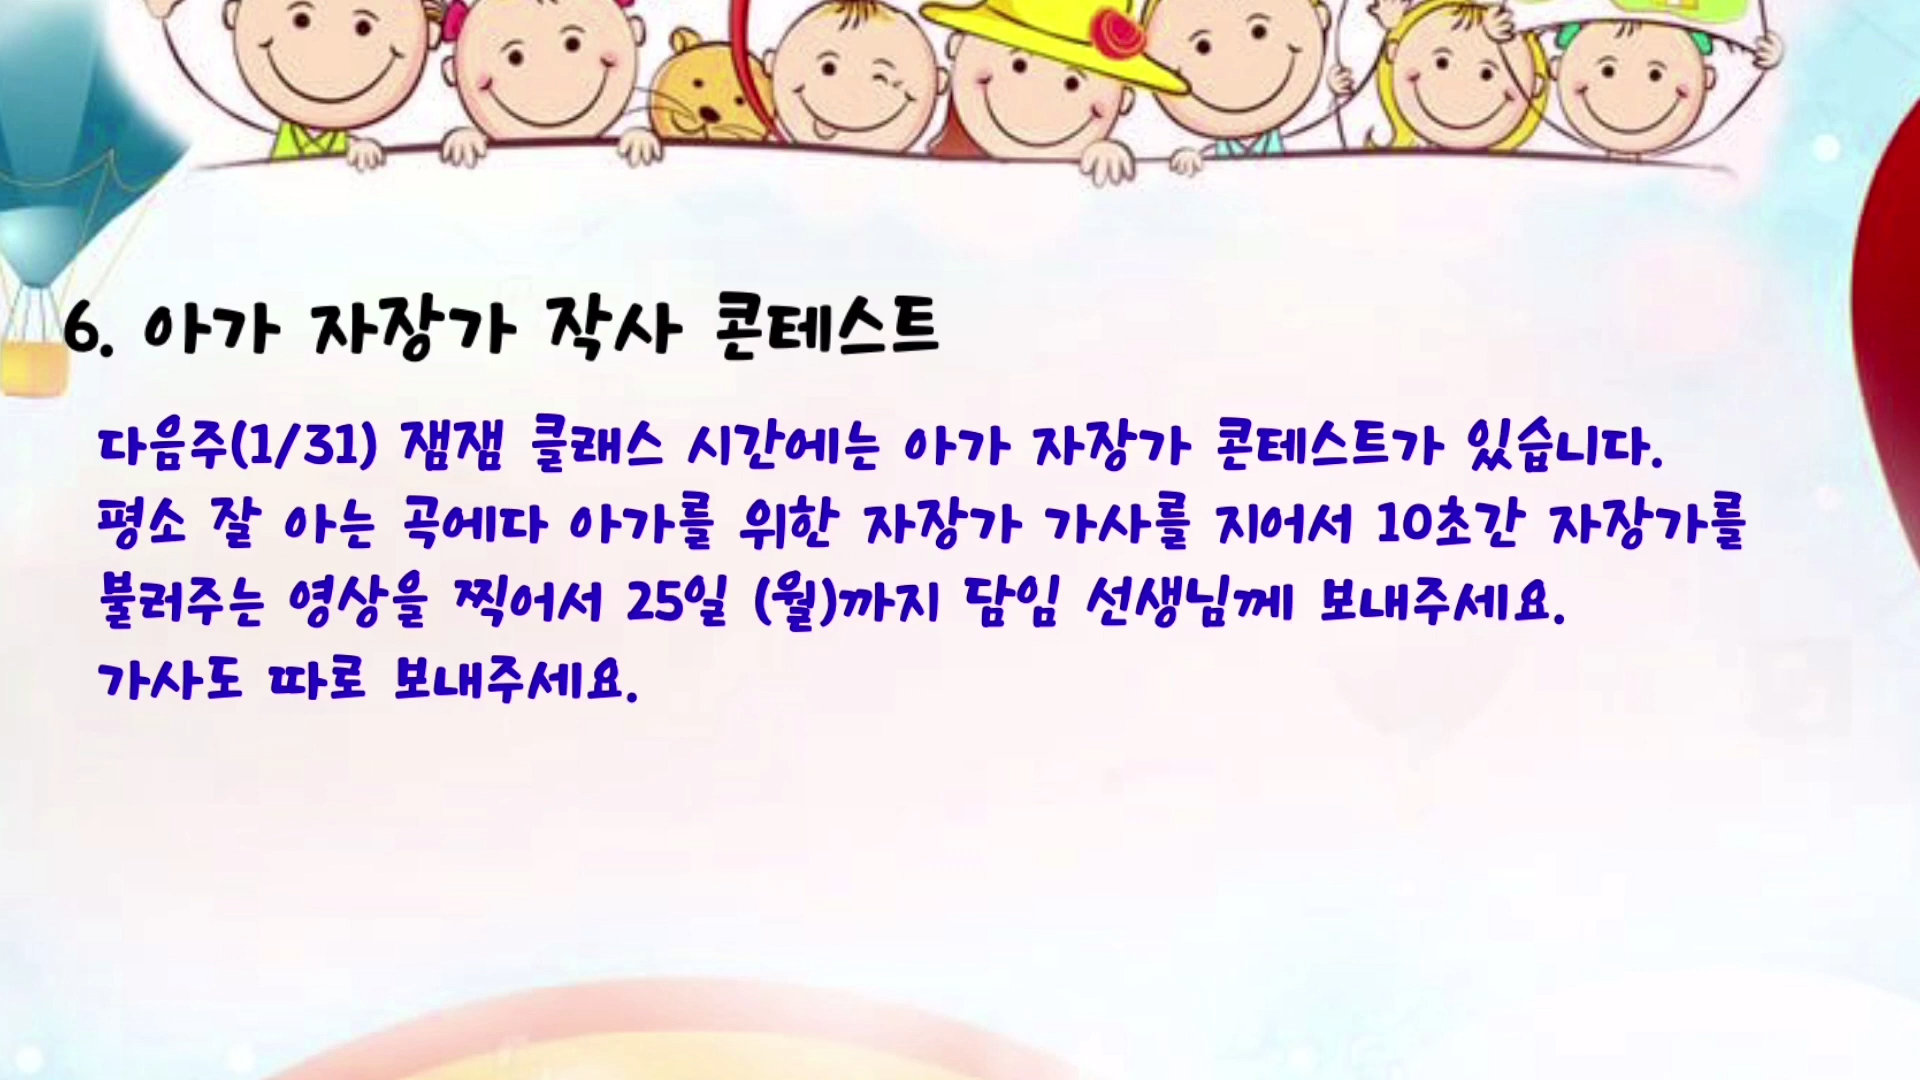 6. 아가 자장가 작사 콘테스트
다음주(1/31) 잼잼 클래스 시간에는 아가 자장가 콘테스트가 있습니다.
평소 잘 아는 곡에다 아가를 위한 자장가 가사를 지어서 10초간 자장가를
불러주는 영상을 찍어서 25일 (월)까지 담임 선생님께 보내주세요.
가사도 따로 보내주세요.